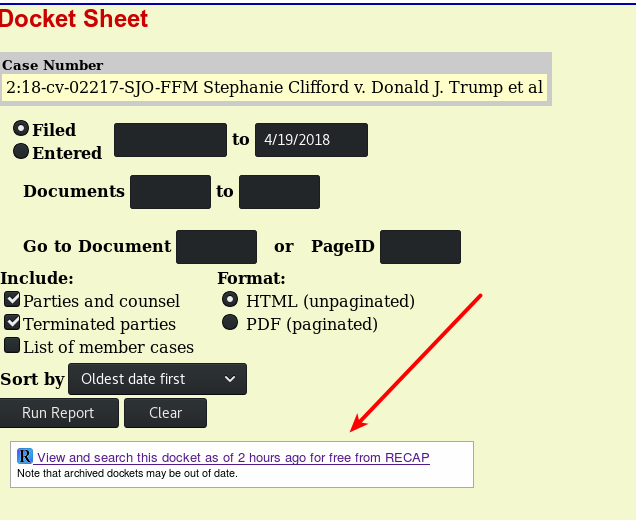 Docket Sheet
Case Number
2:18-cv-02217-SJO-FFM Stephanie Clifford v. Donald J. Trump et al
Filed
Entered
to 4/19/2018
Documents to
Go to Document or PageID
Include: Format:
Parties and counsel HTML (unpaginated)
Terminated parties PDF (paginated)
List of member cases
Sort by Oldest date first
Run Report Clear
R View and search this docket as of 2 hours ago for free from RECAP
Note that archived dockets may be out of date.